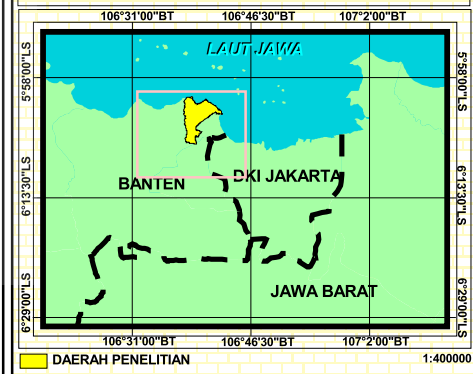 106°31'00"BT 106°46'30"BT 107°2'00"BT
LAUT JAWA
5°58'00"LS 5°58'00"LS
DKI JAKARTA
BANTEN
6°13'30"LS 6°13'30"LS
JAWA BARAT
6°29'00"LS 6°29'00"LS
106°31'00"BT 106°46'30"BT 107°2'00"BT
DAERAH PENELITIAN 1:400000